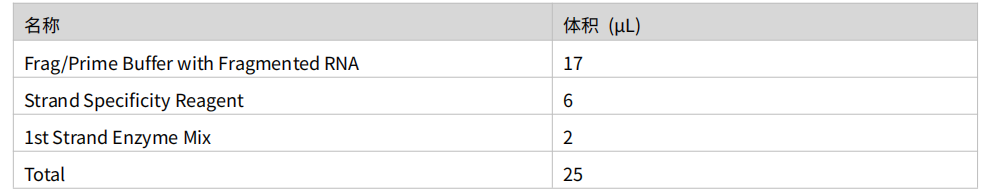 名称 体积 (μL)
Frag/Prime Buffer with Fragmented RNA 17
Strand Specificity Reagent 6
1st Strand Enzyme Mix 2
Total 25